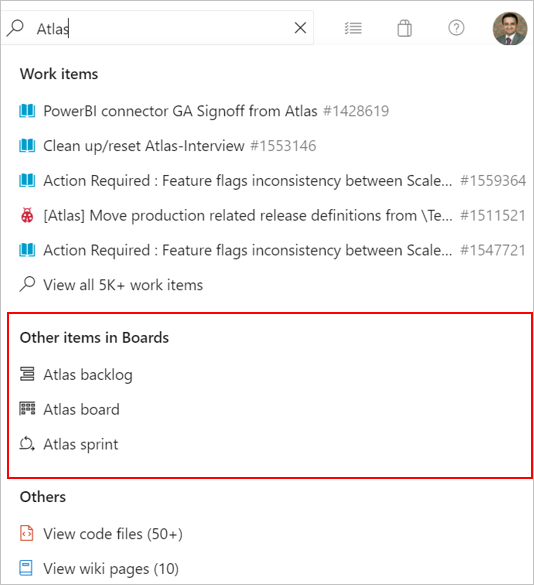 Atlas
Work items
PowerBI connector GA Signoff from Atlas #1428619
Clean up/reset Atlas-Interview #1553146
Action Required : Feature flags inconsistency between Scale... #1559364
[Atlas] Move production related release definitions from \Te... #1511521
Action Required : Feature flags inconsistency between Scale... #1547721
View all 5K+ work items
Other items in Boards
Atlas backlog
Atlas board
Atlas sprint
Others
View code files (50+)
View wiki pages (10)